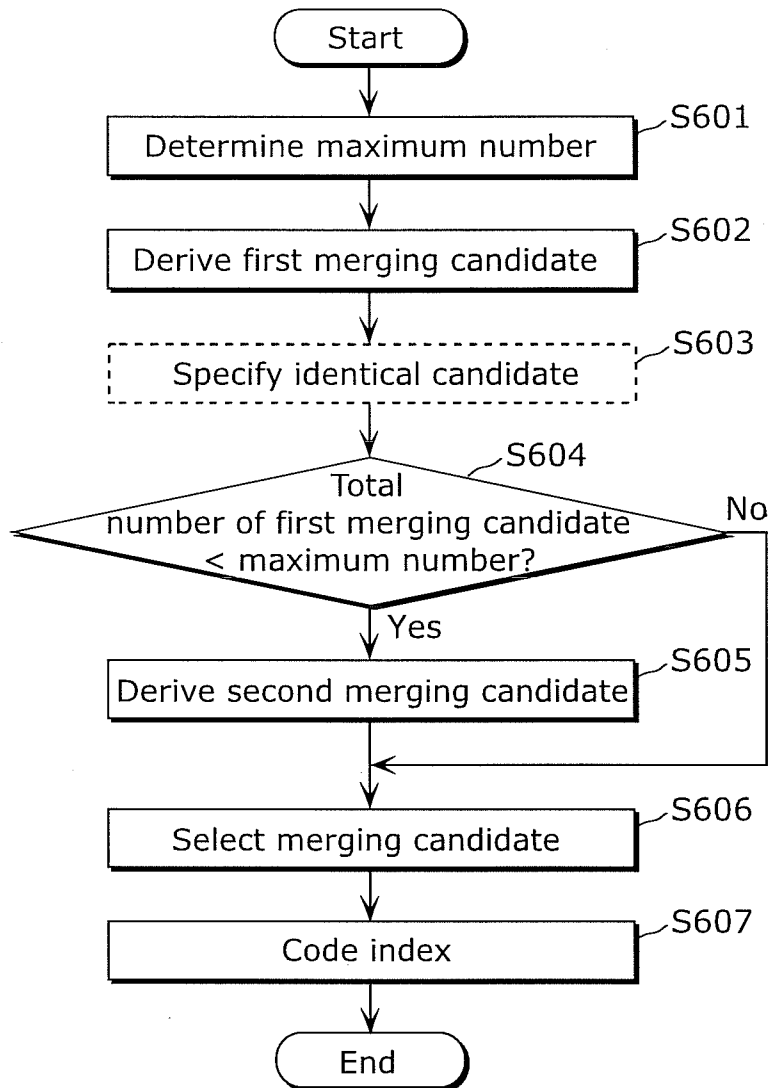 Start
S601
Determine maximum number
S602
Derive first merging candidate
S603
Specify identical candidate
S604
Total
number of first merging candidate
< maximum number?
No
Yes
S605
Derive second merging candidate
S606
Select merging candidate
S607
Code index
End